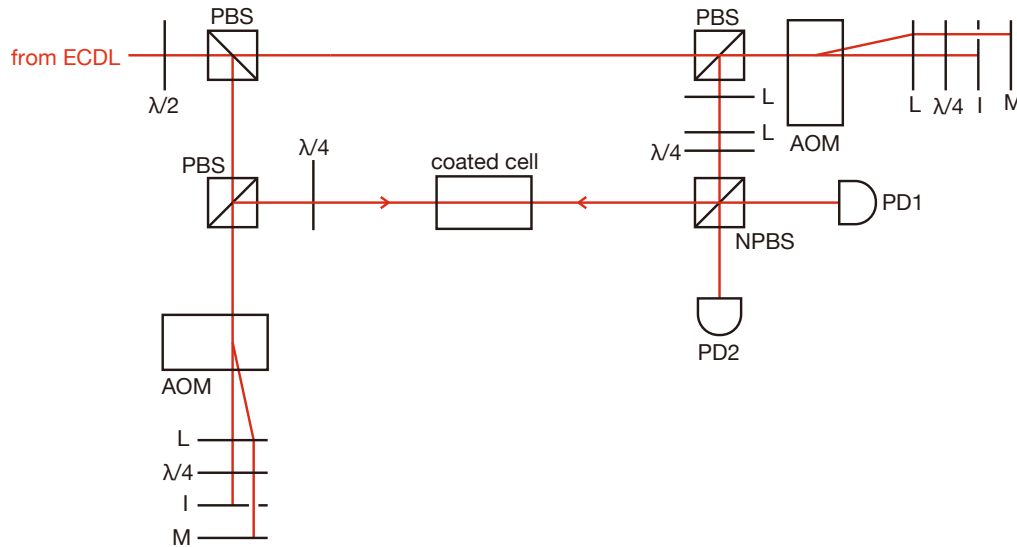 PBS
PBS
from ECDL
λ/2
L
L
λ/4
I
M
L
AOM
λ/4
PBS
λ/4
coated cell
PD1
NPBS
PD2
AOM
L
λ/4
I
M